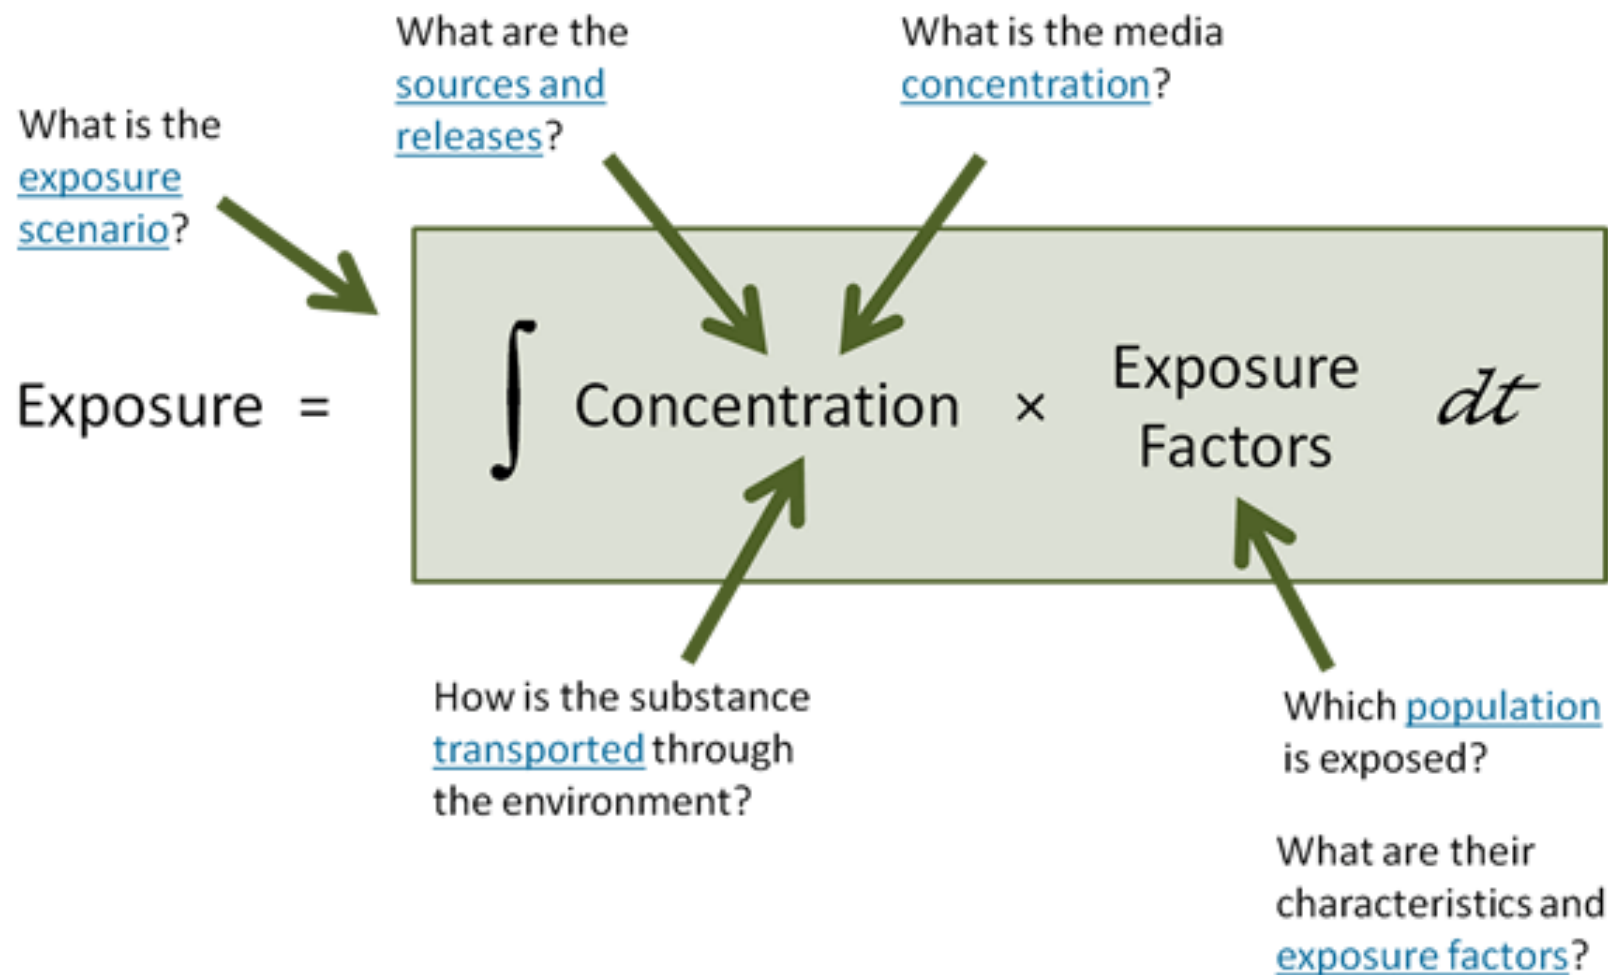 What are the
sources and
releases?
What is the media
concentration?
What is the
exposure
scenario?
Exposure = ∫ Concentration × Exposure Factors dt
How is the substance
transported through
the environment?
Which population
is exposed?
What are their
characteristics and
exposure factors?